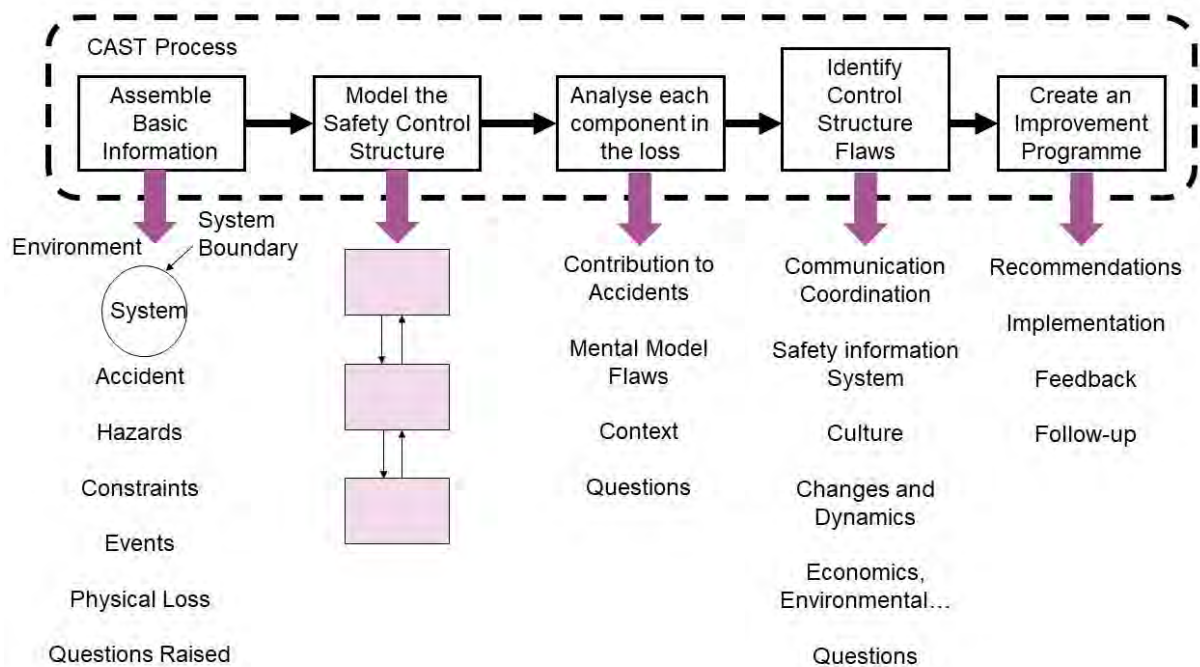 CAST Process
Assemble
Basic
Information
Model the
Safety Control
Structure
Analyse each
component in
the loss
Identify
Control
Structure
Flaws
Create an
Improvement
Programme
Environment
System
Boundary
System
Accident
Hazards
Constraints
Events
Physical Loss
Questions Raised
Contribution to
Accidents
Mental Model
Flaws
Context
Questions
Communication
Coordination
Safety information
System
Culture
Changes and
Dynamics
Economics,
Environmental…
Questions
Recommendations
Implementation
Feedback
Follow-up